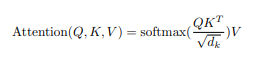 Attention(Q, K, V) = softmax(QK^T / √d_k)V